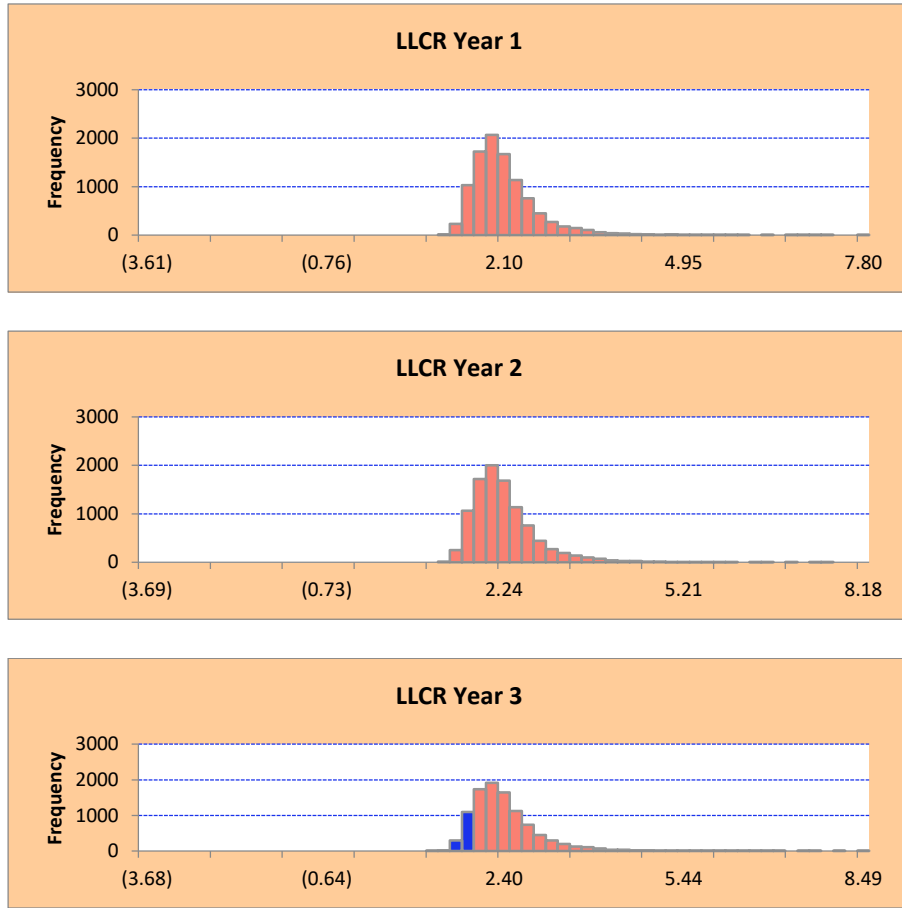 LLCR Year 1
Frequency
3000
2000
1000
0
(3.61) (0.76) 2.10 4.95 7.80
LLCR Year 2
Frequency
3000
2000
1000
0
(3.69) (0.73) 2.24 5.21 8.18
LLCR Year 3
Frequency
3000
2000
1000
0
(3.68) (0.64) 2.40 5.44 8.49